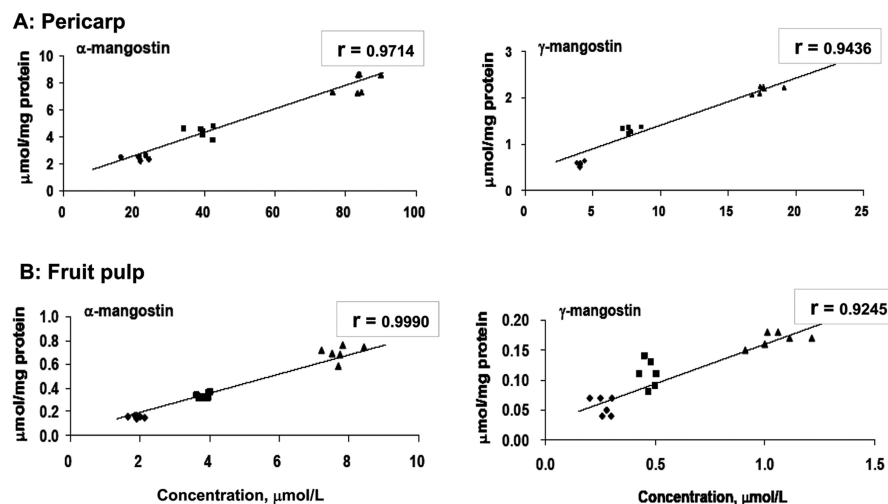 A: Pericarp
α-mangostin
r = 0.9714
μmol/mg protein
10
8
6
4
2
0
0 20 40 60 80 100
γ-mangostin
r = 0.9436
μmol/mg protein
3
2
1
0
0 5 10 15 20 25
B: Fruit pulp
α-mangostin
r = 0.9990
μmol/mg protein
1.0
0.8
0.6
0.4
0.2
0.0
0 2 4 6 8 10
Concentration, μmol/L
γ-mangostin
r = 0.9245
μmol/mg protein
0.20
0.15
0.10
0.05
0.00
0.0 0.5 1.0 1.5
Concentration, μmol/L